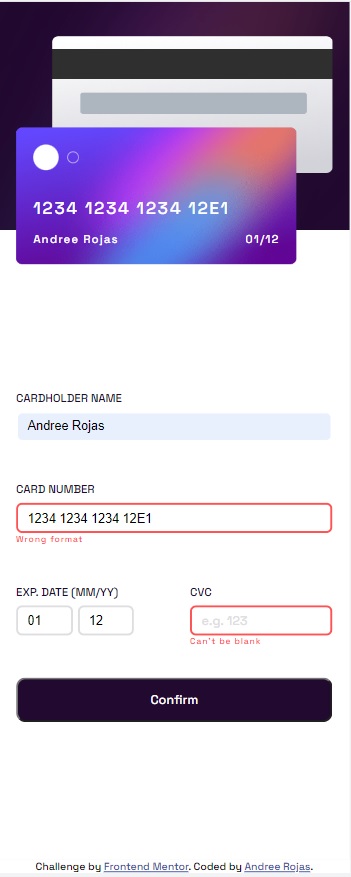 1234 1234 1234 12E1
Andree Rojas 01/12
CARDHOLDER NAME
Andree Rojas
CARD NUMBER
1234 1234 1234 12E1
Wrong format
EXP. DATE (MM/YY) CVC
01 12 e.g. 123
Can't be blank
Confirm
Challenge by Frontend Mentor. Coded by Andree Rojas.